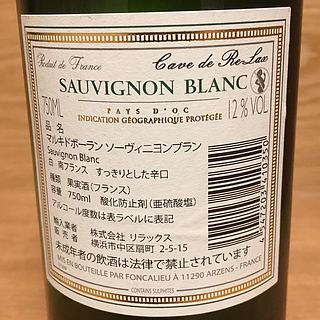 Produit de France
Cave de Re-Lax
SAUVIGNON BLANC
750ML
PAYS D'OC
12%VOL
INDICATION GÉOGRAPHIQUE PROTÉGÉE
品名
マルキドボーラン ソーヴィニヨンブラン
Sauvignon Blanc
白 南フランス すっきりとした辛口
種類 果実酒(フランス)
容量 750ml 酸化防止剤(亜硫酸塩)
アルコール度数は表ラベルに表記
輸入業者 株式会社 リラックス
販売者 横浜市中区扇町 2-5-15
未成年者の飲酒は法律で禁止されています
MIS EN BOUTEILLE PAR FONCALIEU À 11290 ARZENS - FRANCE
CONTAINS SULPHITES